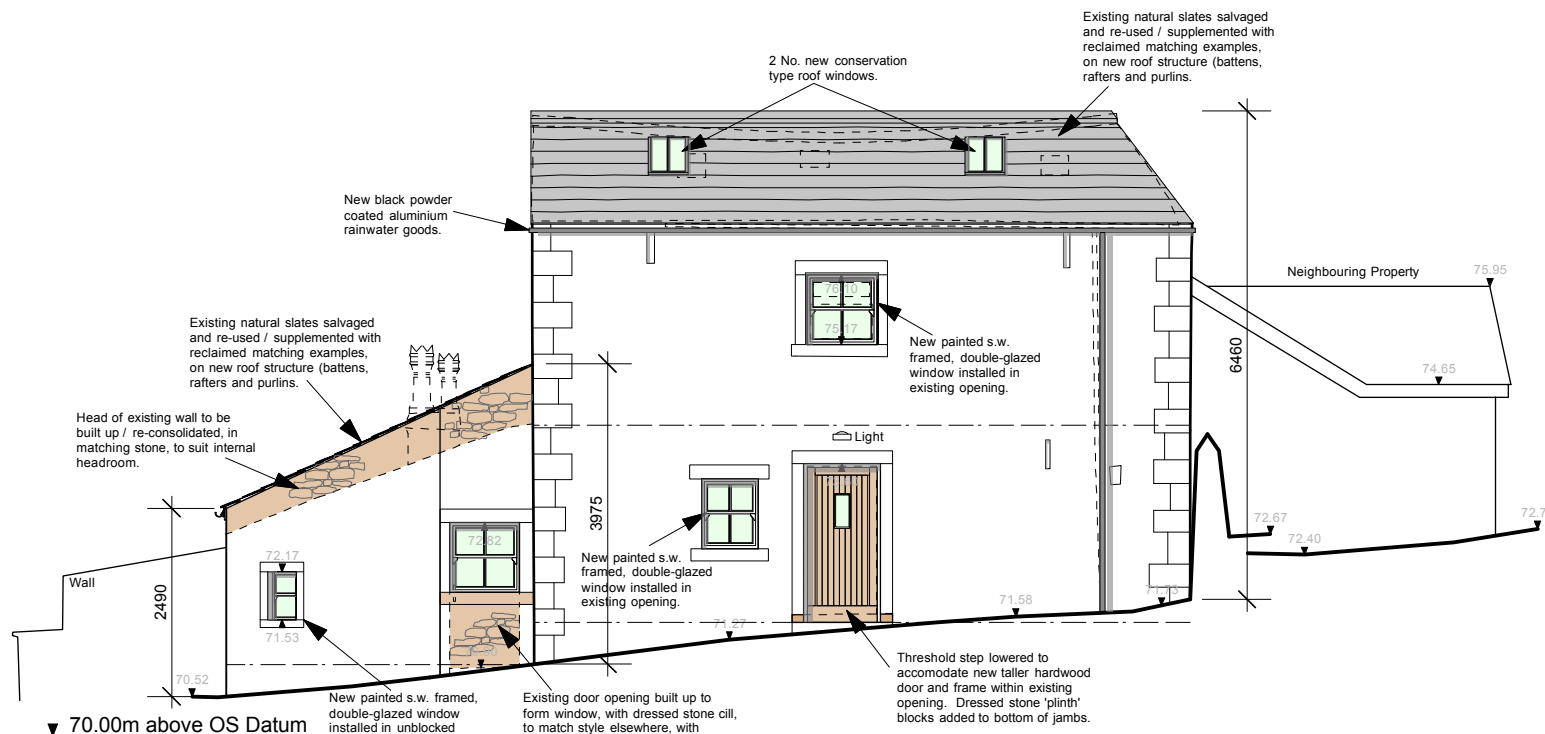 Existing natural slates salvaged
and re-used / supplemented with
reclaimed matching examples,
on new roof structure (battens,
rafters and purlins.
2 No. new conservation
type roof windows.
New black powder
coated aluminium
rainwater goods.
Neighbouring Property
75.95
76.10
75.17
New painted s.w.
framed, double-glazed
window installed in
existing opening.
6460
74.65
Existing natural slates salvaged
and re-used / supplemented with
reclaimed matching examples,
on new roof structure (battens,
rafters and purlins.
Head of existing wall to be
built up / re-consolidated, in
matching stone, to suit internal
headroom.
Light
3975
72.82
New painted s.w.
framed, double-glazed
window installed in
existing opening.
72.67
72.40
72.7
Wall
2490
72.17
71.53
71.73
71.58
71.27
70.52
Threshold step lowered to
accomodate new taller hardwood
door and frame within existing
opening. Dressed stone 'plinth'
blocks added to bottom of jambs.
New painted s.w. framed,
double-glazed window
installed in unblocked
Existing door opening built up to
form window, with dressed stone cill,
to match style elsewhere, with
70.00m above OS Datum